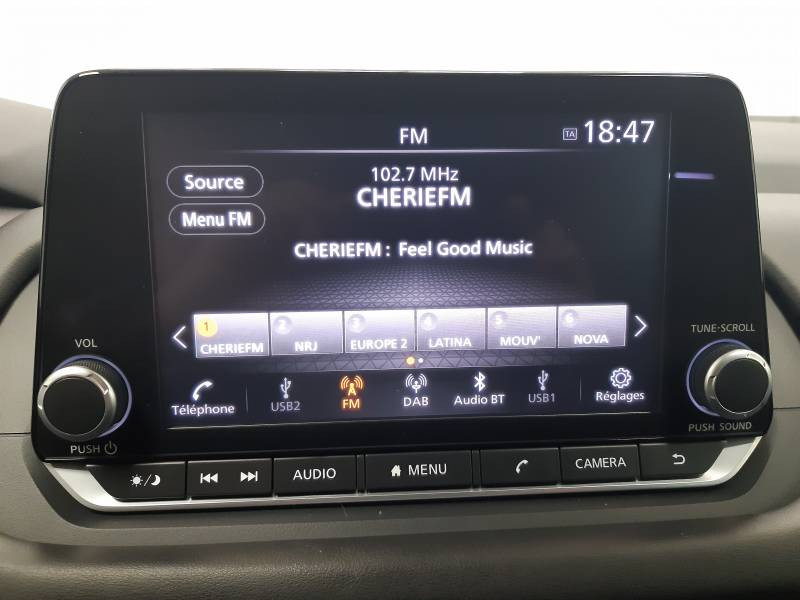 FM
TA 18:47
Source
102.7 MHz
CHERIEFM
Menu FM
CHERIEFM : Feel Good Music
1 CHERIEFM
2 NRJ
3 EUROPE 2
4 LATINA
5 MOUV'
6 NOVA
VOL
TUNE·SCROLL
Téléphone
USB2
FM
DAB
Audio BT
USB1
Réglages
PUSH
PUSH SOUND
AUDIO
MENU
CAMERA